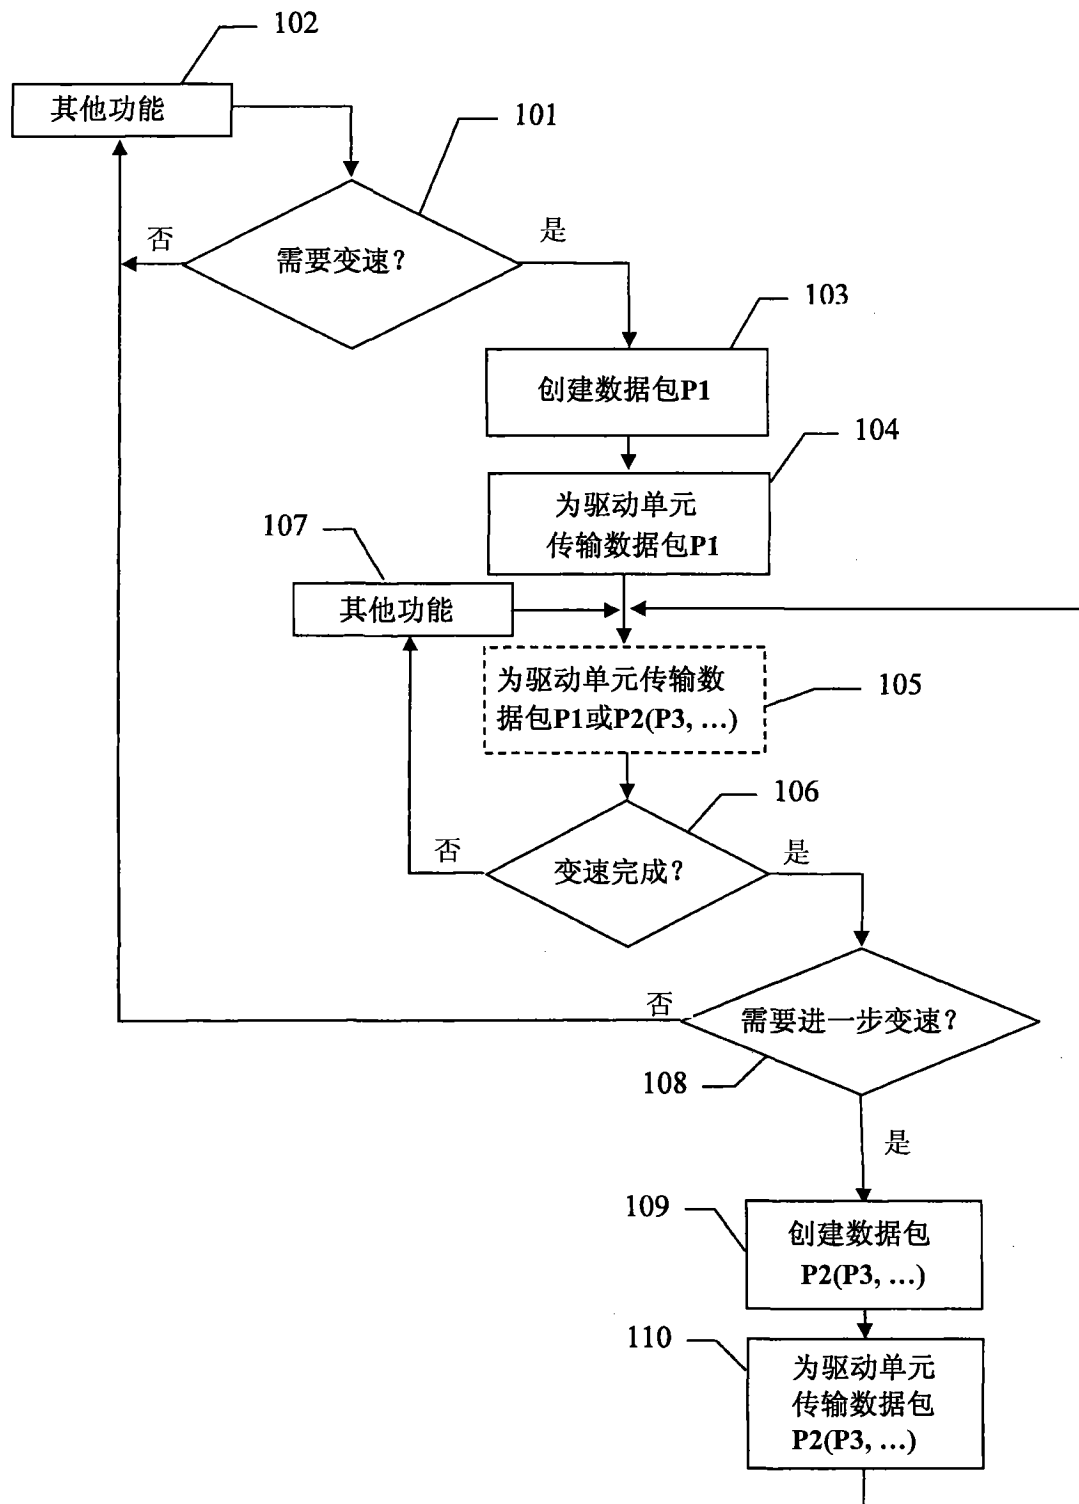 102
其他功能
101
否
是
需要变速？
103
创建数据包P1
104
为驱动单元
传输数据包P1
107
其他功能
为驱动单元传输数
据包P1或P2(P3, ...)
105
106
否
是
变速完成？
否
需要进一步变速？
108
是
109
创建数据包
P2(P3, ...)
110
为驱动单元
传输数据包
P2(P3, ...)